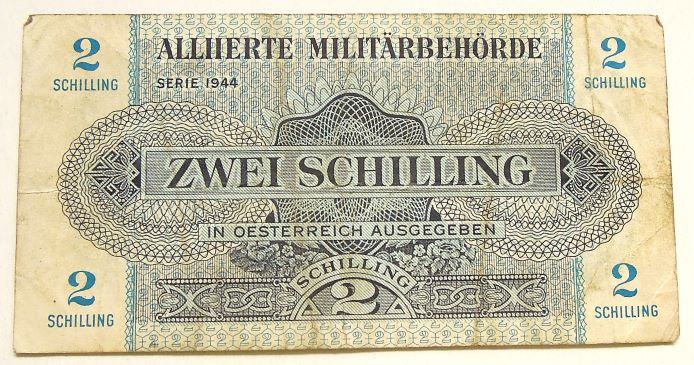 2 SCHILLING
ALLIIERTE MILITÄRBEHÖRDE
2 SCHILLING
SERIE 1944
ZWEI SCHILLING
IN OESTERREICH AUSGEGEBEN
2 SCHILLING
SCHILLING
2
2 SCHILLING